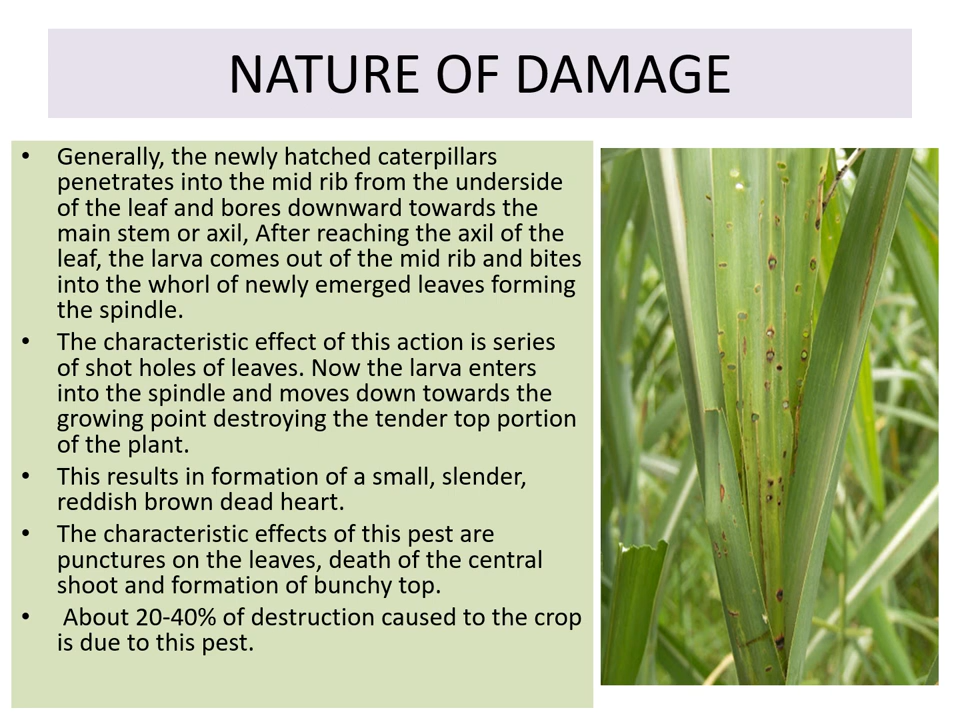 NATURE OF DAMAGE
• Generally, the newly hatched caterpillars
penetrates into the mid rib from the underside
of the leaf and bores downward towards the
main stem or axil, After reaching the axil of the
leaf, the larva comes out of the mid rib and bites
into the whorl of newly emerged leaves forming
the spindle.
• The characteristic effect of this action is series
of shot holes of leaves. Now the larva enters
into the spindle and moves down towards the
growing point destroying the tender top portion
of the plant.
• This results in formation of a small, slender,
reddish brown dead heart.
• The characteristic effects of this pest are
punctures on the leaves, death of the central
shoot and formation of bunchy top.
• About 20-40% of destruction caused to the crop
is due to this pest.